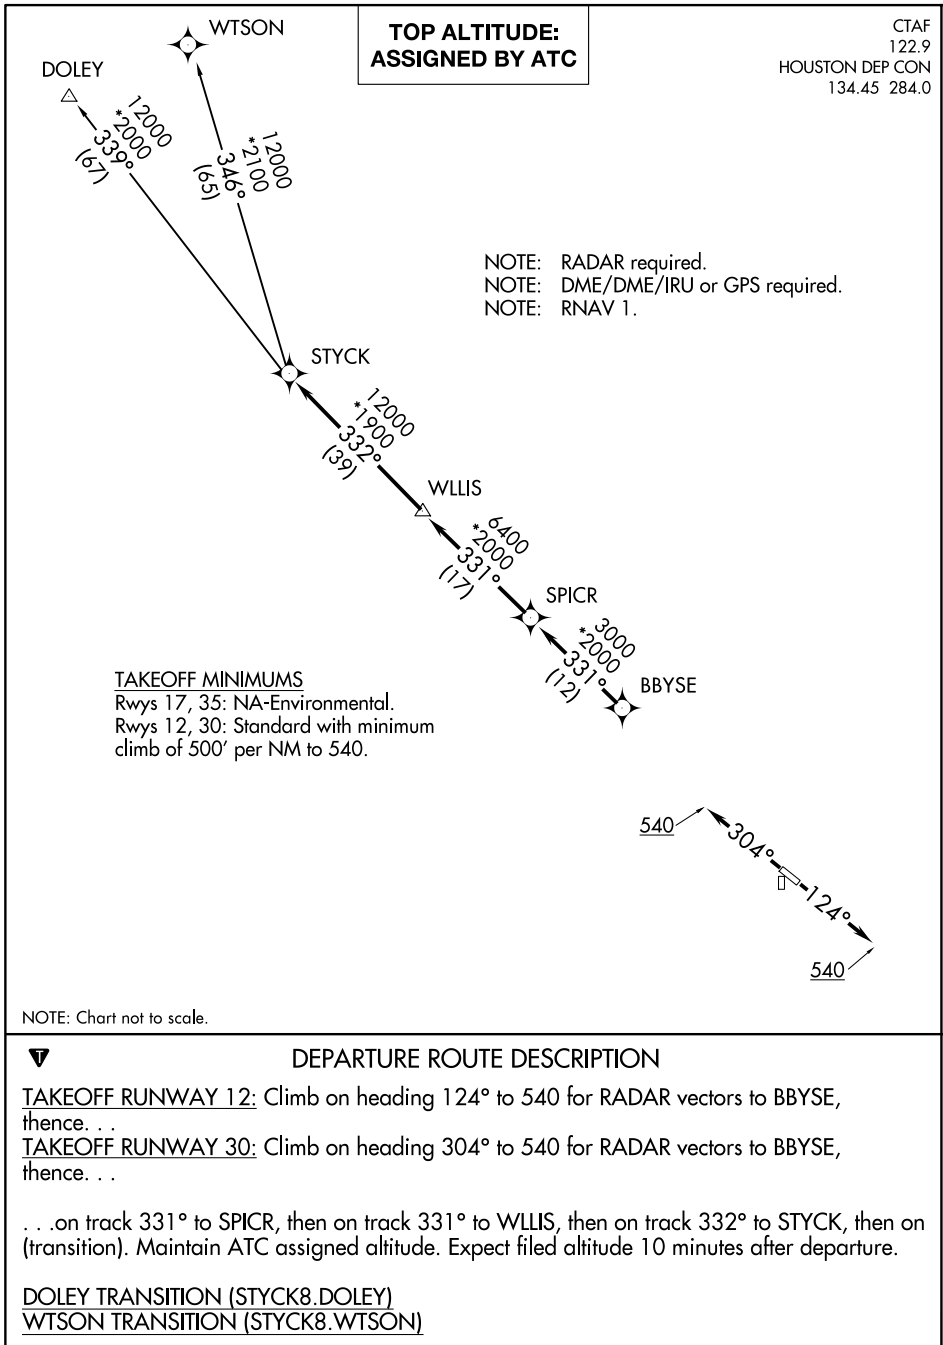 WTSON
TOP ALTITUDE:
ASSIGNED BY ATC
CTAF
122.9
HOUSTON DEP CON
134.45 284.0
DOLEY
12000
*2000
339°
(67)
12000
*2100
346°
(65)
NOTE: RADAR required.
NOTE: DME/DME/IRU or GPS required.
NOTE: RNAV 1.
STYCK
12000
*1900
332°
(39)
WLLIS
6400
*2000
331°
(17)
SPICR
3000
*2000
331°
(12)
BBYSE
TAKEOFF MINIMUMS
Rwys 17, 35: NA-Environmental.
Rwys 12, 30: Standard with minimum
climb of 500' per NM to 540.
540
304°
124°
540
NOTE: Chart not to scale.
T
DEPARTURE ROUTE DESCRIPTION
TAKEOFF RUNWAY 12: Climb on heading 124° to 540 for RADAR vectors to BBYSE,
thence. . .
TAKEOFF RUNWAY 30: Climb on heading 304° to 540 for RADAR vectors to BBYSE,
thence. . .
. . .on track 331° to SPICR, then on track 331° to WLLIS, then on track 332° to STYCK, then on
(transition). Maintain ATC assigned altitude. Expect filed altitude 10 minutes after departure.
DOLEY TRANSITION (STYCK8.DOLEY)
WTSON TRANSITION (STYCK8.WTSON)